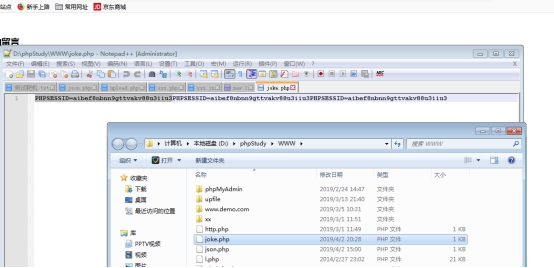 站点 新手上路 常用网址 JD 京东商城
留言
D:\phpStudy\WWW\joke.php - Notepad++ [Administrator]
文件(F) 编辑(E) 搜索(S) 视图(V) 编码(N) 语言(L) 设置(T) 工具(O) 宏(M) 运行(R) 插件(P) 窗口(W) ? X
json.php upload.php xss.php joke.php
1 PHPSESSID=aibef8nbnn9gttvakv88u3iiu3PHPSESSID=aibef8nbnn9gttvakv88u3iiu3PHPSESSID=aibef8nbnn9gttvakv88u3iiu3
计算机 ▸ 本地磁盘 (D:) ▸ phpStudy ▸ WWW ▸ 搜索 WWW
组织 打开 新建文件夹
收藏夹 名称 修改日期 类型 大小
下载 phpMyAdmin 2019/2/24 14:47 文件夹
桌面 upfile 2019/3/13 21:40 文件夹
最近访问的位置 www.demo.com 2019/3/5 10:31 文件夹
xx 2019/3/1 11:51 文件夹
库 http.php 2019/3/1 11:49 PHP 文件 1 KB
PPTV视频 joke.php 2019/4/2 20:28 PHP 文件 1 KB
视频 json.php 2019/4/2 15:00 PHP 文件 1 KB
图片 l.php 2014/2/27 23:02 PHP 文件 21 KB